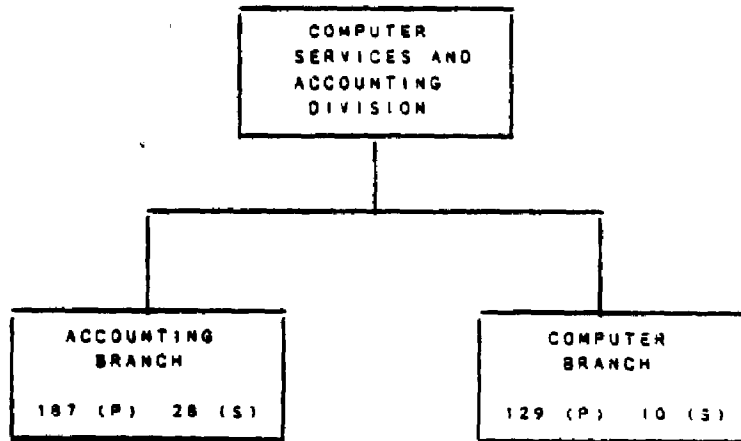 COMPUTER
SERVICES AND
ACCOUNTING
DIVISION
ACCOUNTING
BRANCH
187 (P) 28 (S)
COMPUTER
BRANCH
129 (P) 10 (S)